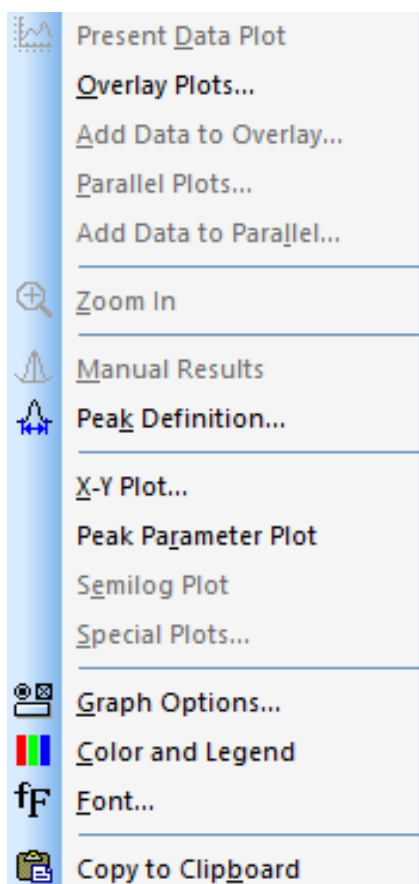 Present Data Plot
Overlay Plots...
Add Data to Overlay...
Parallel Plots...
Add Data to Parallel...
Zoom In
Manual Results
Peak Definition...
X-Y Plot...
Peak Parameter Plot
Semilog Plot
Special Plots...
Graph Options...
Color and Legend
fF Font...
Copy to Clipboard